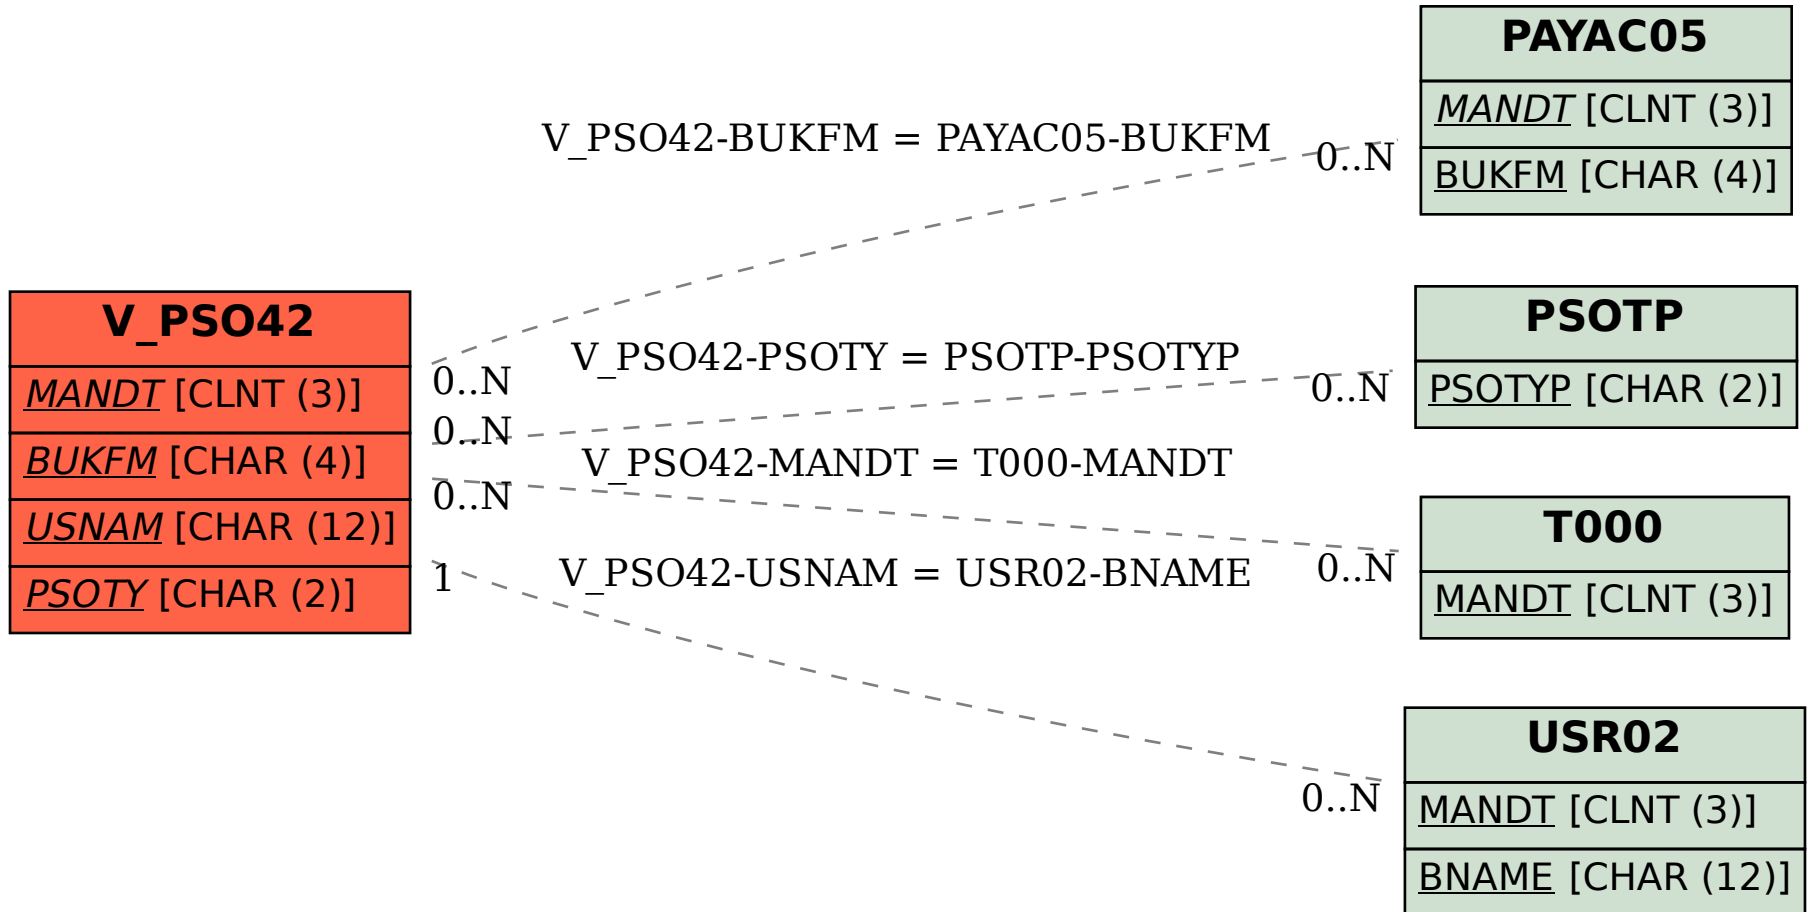 V_PSO42
MANDT [CLNT (3)]
BUKFM [CHAR (4)]
USNAM [CHAR (12)]
PSOTY [CHAR (2)]
V_PSO42-BUKFM = PAYAC05-BUKFM
0..N
0..N
V_PSO42-PSOTY = PSOTP-PSOTYP
0..N
0..N
V_PSO42-MANDT = T000-MANDT
0..N
0..N
V_PSO42-USNAM = USR02-BNAME
1
0..N
PAYAC05
MANDT [CLNT (3)]
BUKFM [CHAR (4)]
PSOTP
PSOTYP [CHAR (2)]
T000
MANDT [CLNT (3)]
USR02
MANDT [CLNT (3)]
BNAME [CHAR (12)]